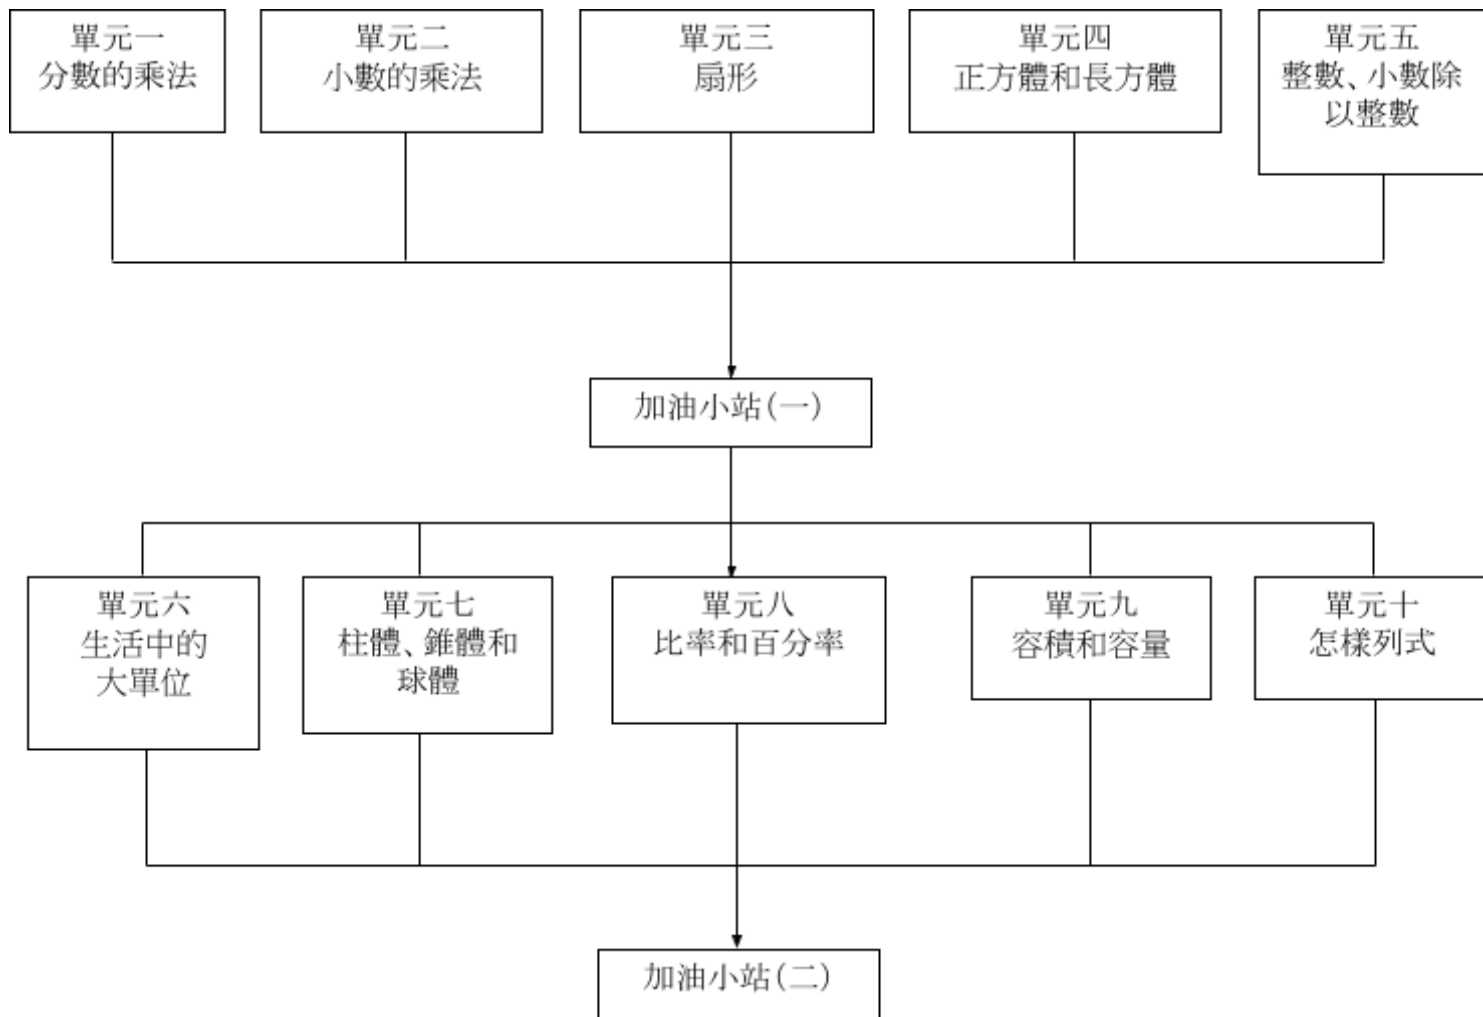 單元一
分數的乘法
單元二
小數的乘法
單元三
扇形
單元四
正方體和長方體
單元五
整數、小數除
以整數
加油小站(一)
單元六
生活中的
大單位
單元七
柱體、錐體和
球體
單元八
比率和百分率
單元九
容積和容量
單元十
怎樣列式
加油小站(二)